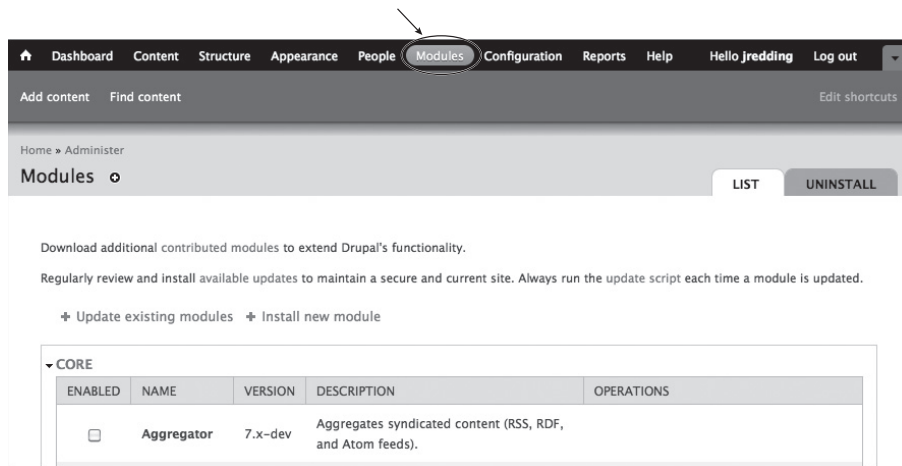 Dashboard Content Structure Appearance People Modules Configuration Reports Help Hello jredding Log out
Add content Find content Edit shortcuts
Home » Administer
Modules
LIST UNINSTALL
Download additional contributed modules to extend Drupal's functionality.
Regularly review and install available updates to maintain a secure and current site. Always run the update script each time a module is updated.
+ Update existing modules + Install new module
CORE
ENABLED NAME VERSION DESCRIPTION OPERATIONS
Aggregator 7.x-dev Aggregates syndicated content (RSS, RDF,
and Atom feeds).